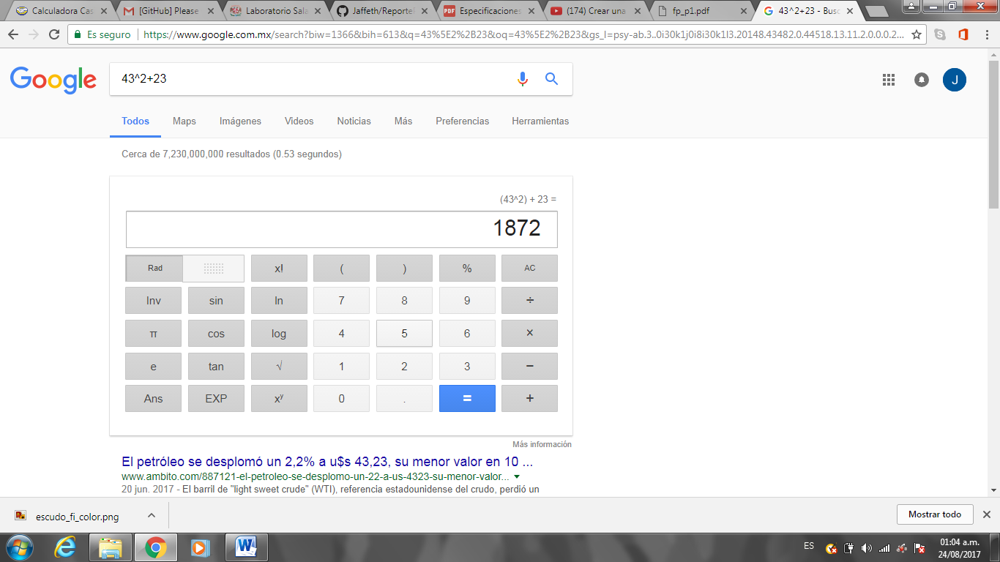 Calculadora Cas
[GitHub] Please
Laboratorio Sala
Jaffeth/Reporte
Especificaciones
(174) Crear una
fp_p1.pdf
43^2+23 - Busc
Es seguro
https://www.google.com.mx/search?biw=1366&bih=613&q=43%5E2%2B23&oq=43%5E2%2B23&gs_l=psy-ab.3..0i30k1j0i8i30k1l3.20148.43482.0.44518.13.11.2.0.0.0.2...
Google
43^2+23
J
Todos Maps Imágenes Videos Noticias Más Preferencias Herramientas
Cerca de 7,230,000,000 resultados (0.53 segundos)
(43^2) + 23 =
1872
Rad x! ( ) % AC
Inv sin ln 7 8 9 ÷
π cos log 4 5 6 ×
e tan √ 1 2 3 −
Ans EXP xʸ 0 . = +
Más información
El petróleo se desplomó un 2,2% a u$s 43,23, su menor valor en 10 ...
www.ambito.com/887121-el-petroleo-se-desplomo-un-22-a-us-4323-su-menor-valor...
20 jun. 2017 - El barril de "light sweet crude" (WTI), referencia estadounidense del crudo, perdió un
escudo_fi_color.png
Mostrar todo
ES
01:04 a.m.
24/08/2017